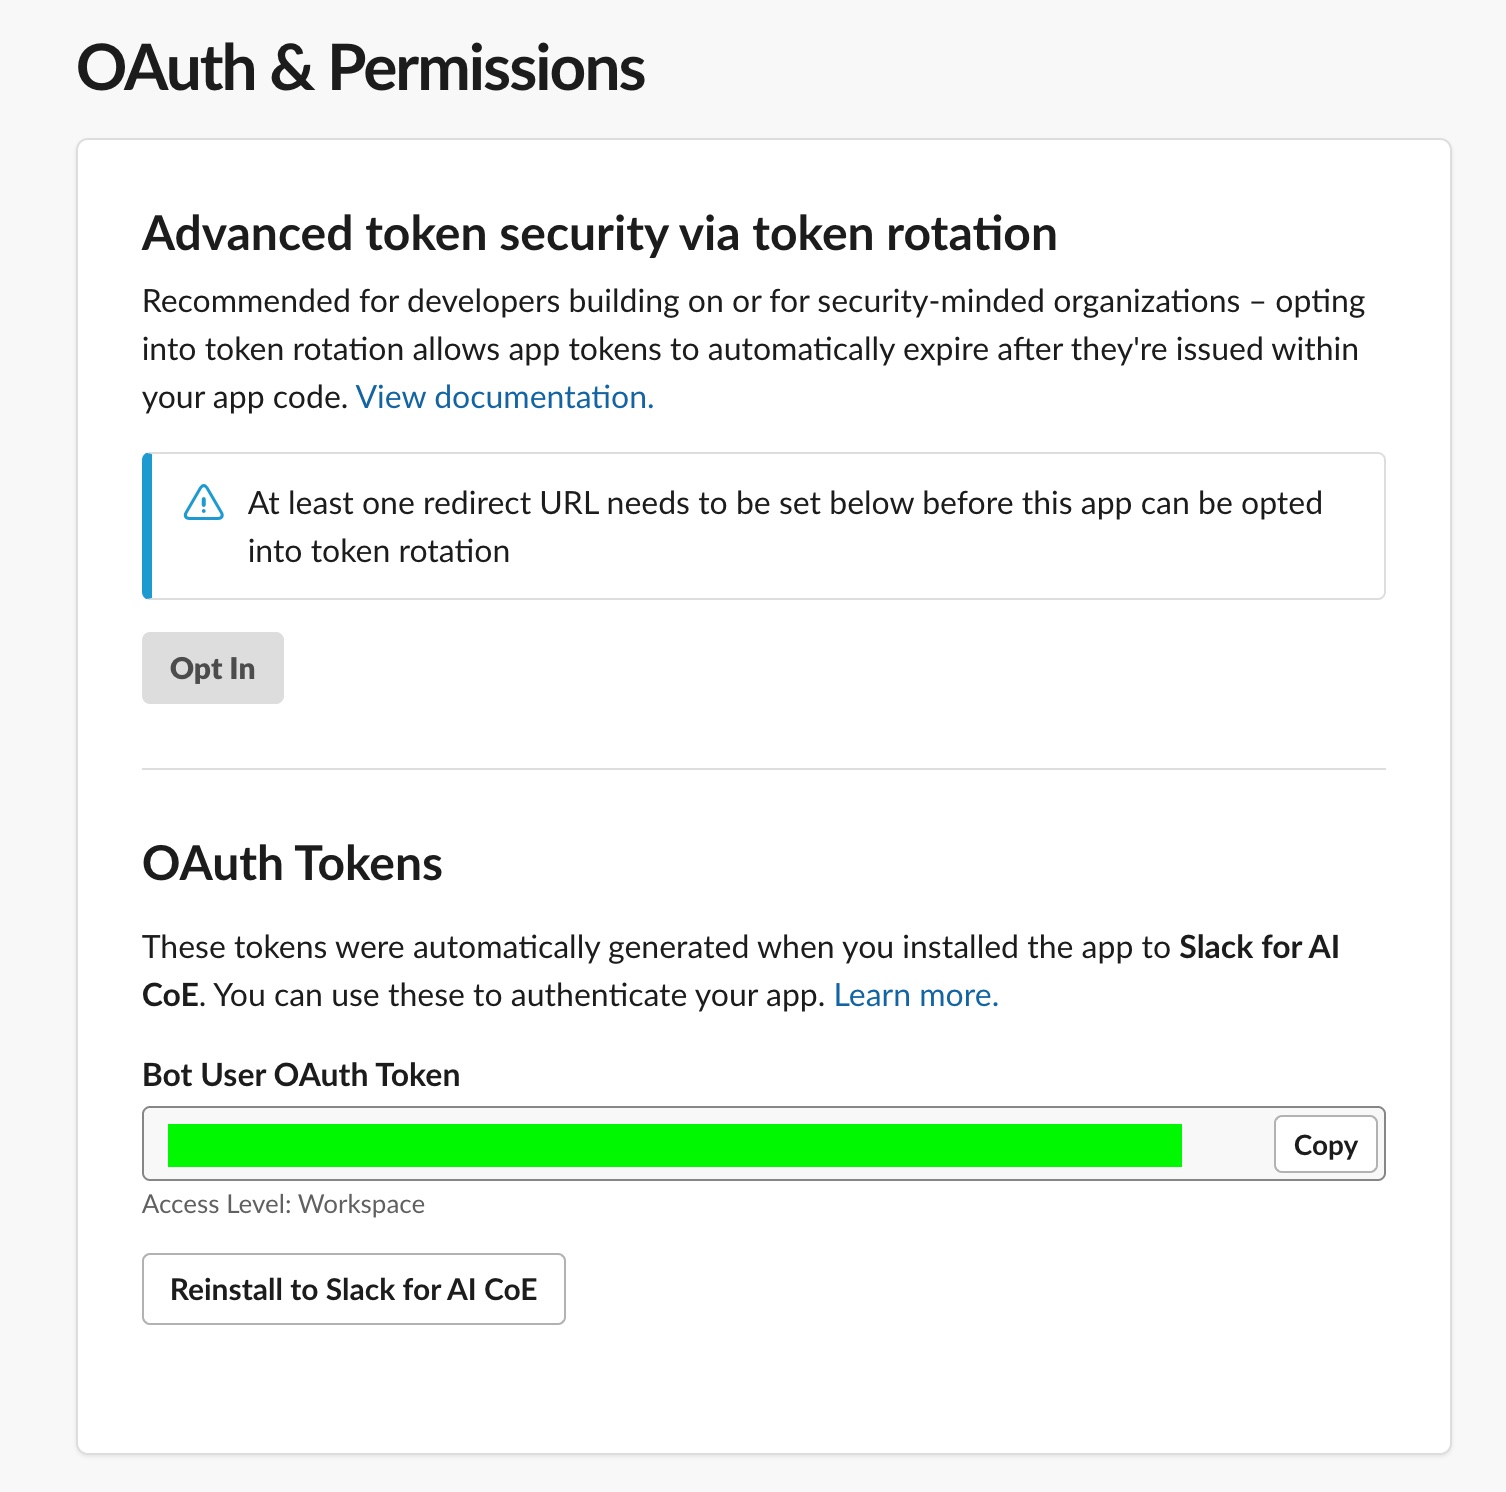 OAuth & Permissions
Advanced token security via token rotation
Recommended for developers building on or for security-minded organizations – opting
into token rotation allows app tokens to automatically expire after they're issued within
your app code. View documentation.
At least one redirect URL needs to be set below before this app can be opted
into token rotation
Opt In
OAuth Tokens
These tokens were automatically generated when you installed the app to Slack for AI
CoE. You can use these to authenticate your app. Learn more.
Bot User OAuth Token
Copy
Access Level: Workspace
Reinstall to Slack for AI CoE